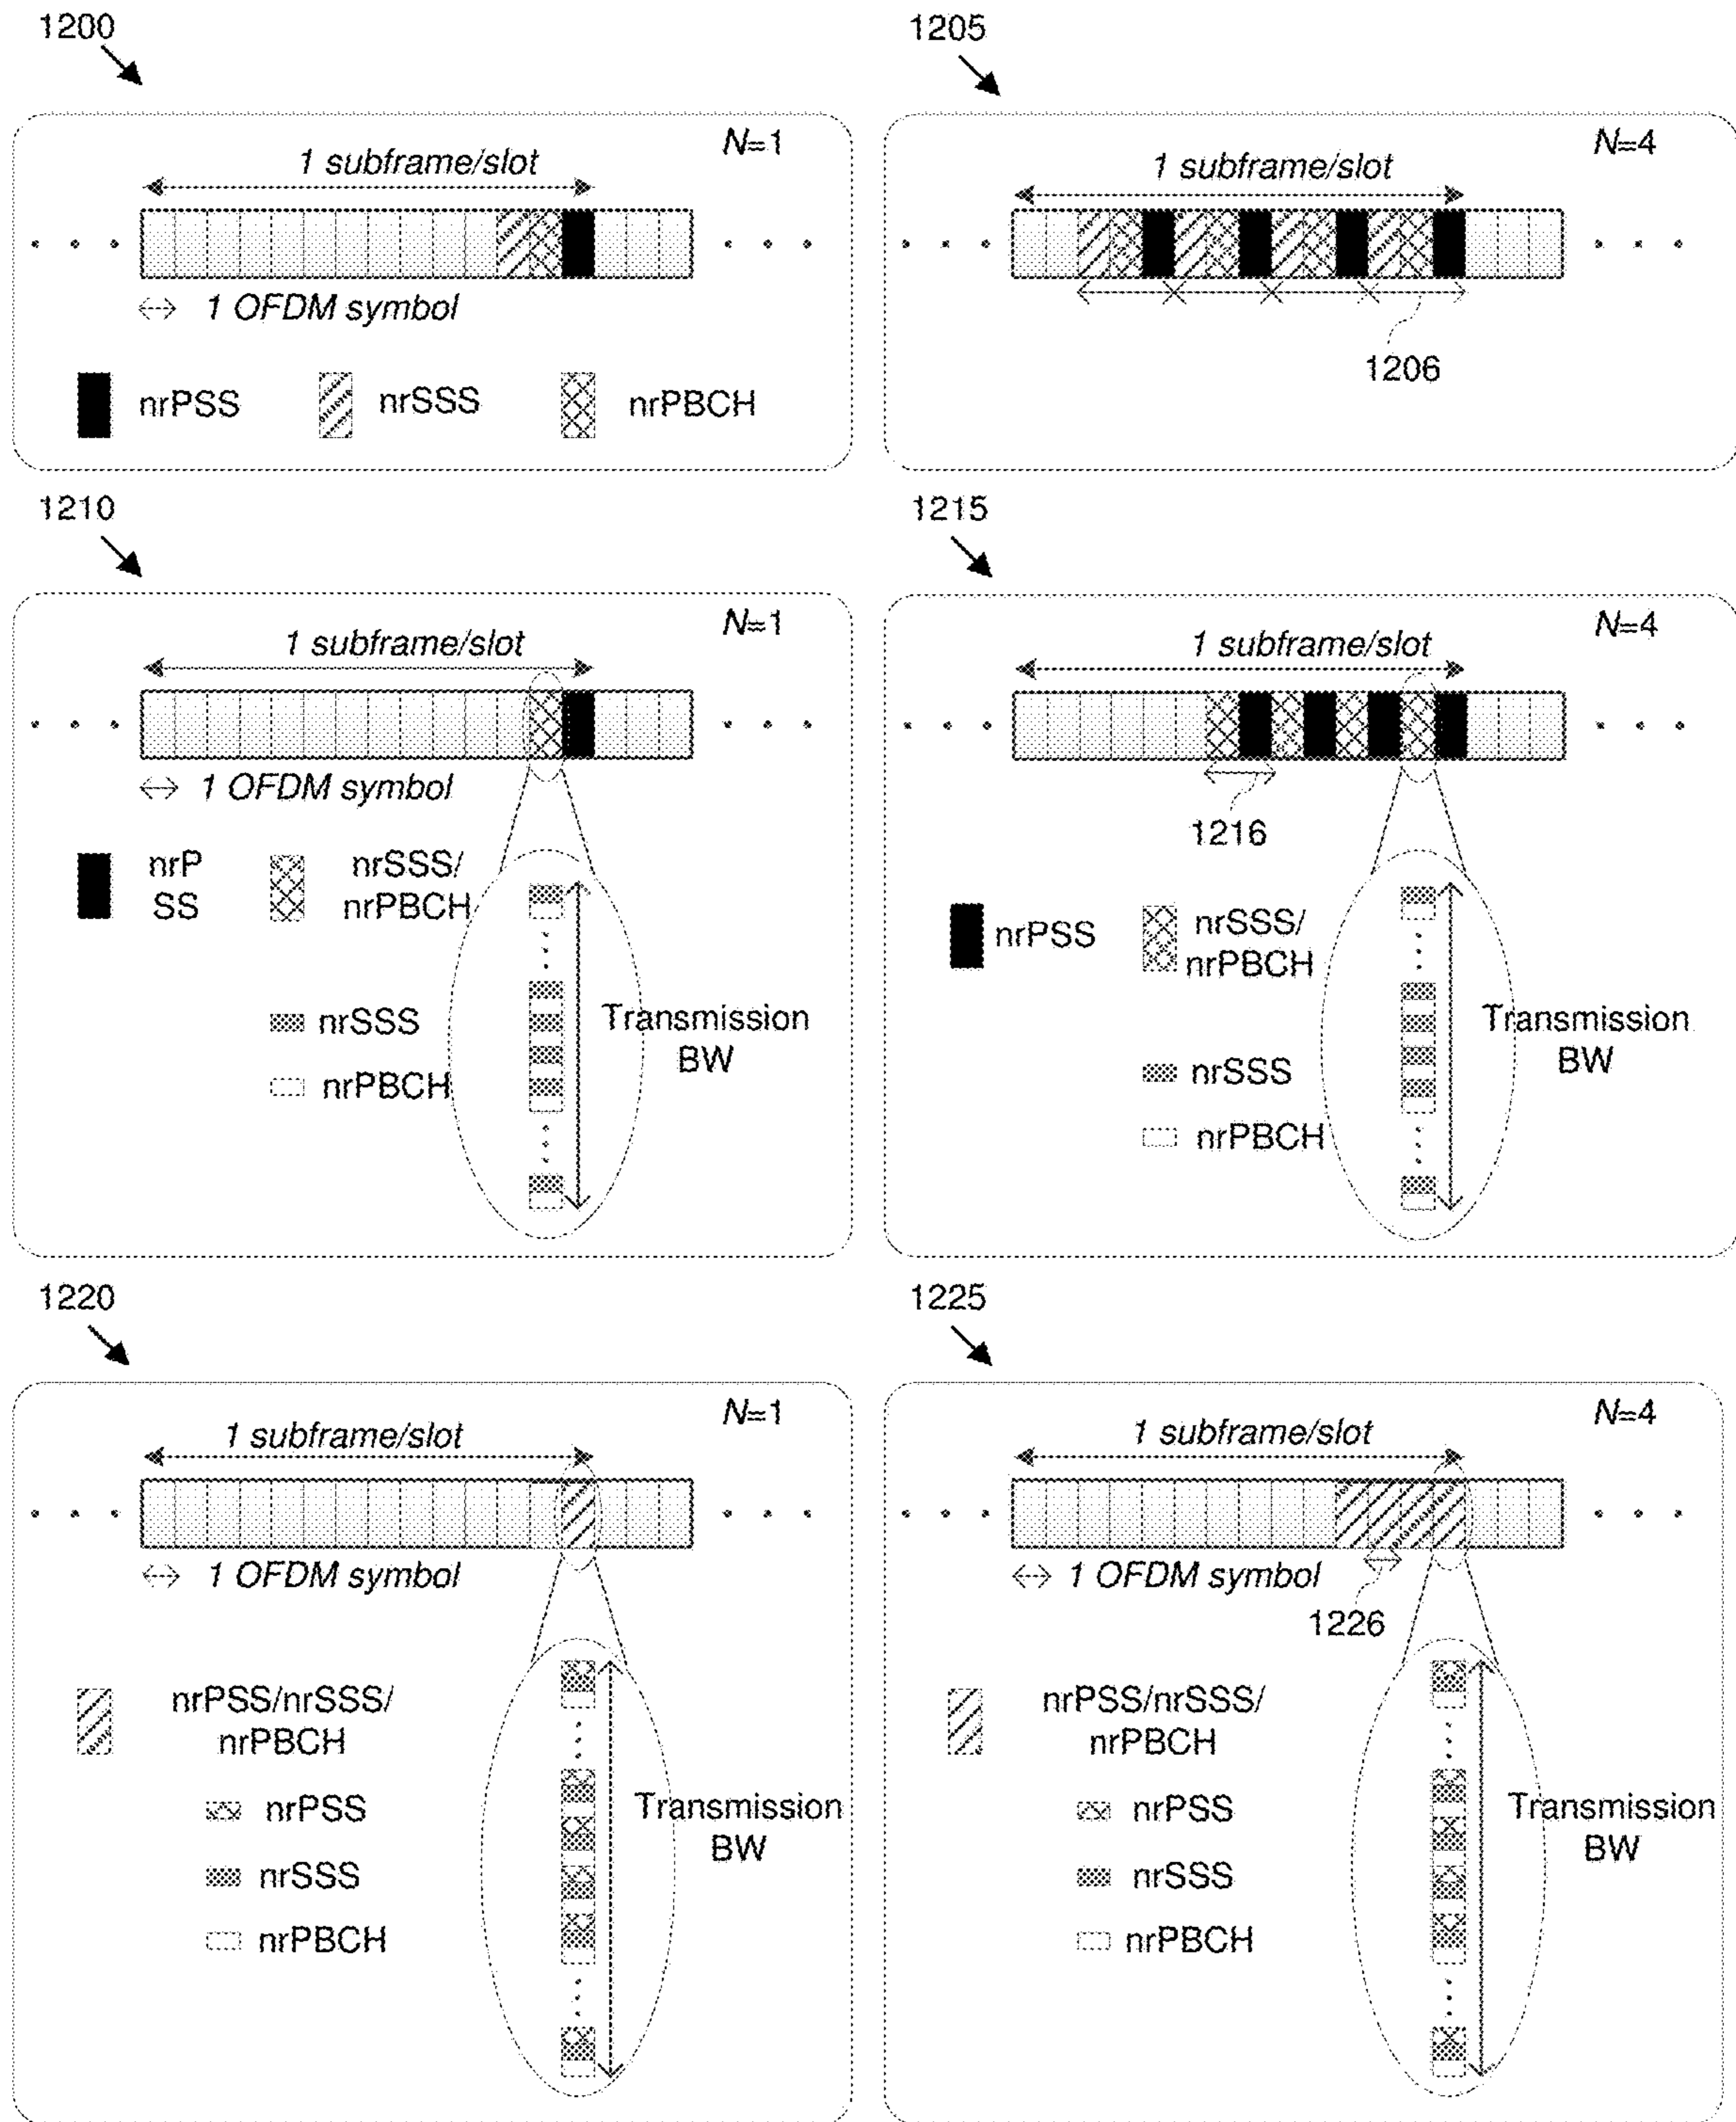 1200
1205
N=1
1 subframe/slot
1 OFDM symbol
nrPSS
nrSSS
nrPBCH
N=4
1 subframe/slot
1206
1210
1215
N=1
1 subframe/slot
1 OFDM symbol
nrP
SS
nrSSS/
nrPBCH
nrSSS
nrPBCH
Transmission
BW
N=4
1 subframe/slot
1216
nrPSS
nrSSS/
nrPBCH
nrSSS
nrPBCH
Transmission
BW
1220
1225
N=1
1 subframe/slot
1 OFDM symbol
nrPSS/nrSSS/
nrPBCH
nrPSS
nrSSS
nrPBCH
Transmission
BW
N=4
1 subframe/slot
1 OFDM symbol
1226
nrPSS/nrSSS/
nrPBCH
nrPSS
nrSSS
nrPBCH
Transmission
BW